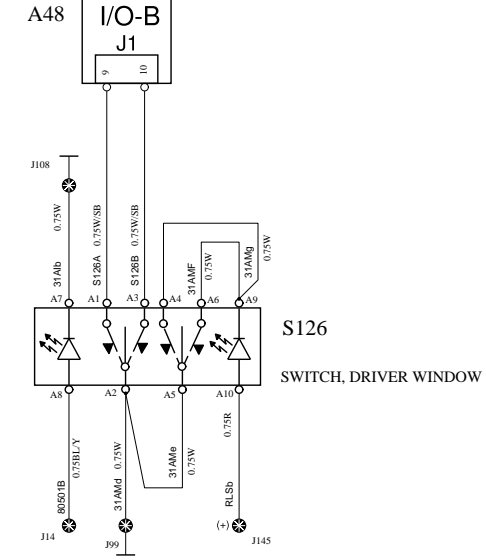 A48
I/O-B
J1
9
10
J108
0.75W
31Alb
S126A 0.75W/SB
S126B 0.75W/SB
31AMF
0.75W
31AMg
0.75W
A7
A1
A3
A4
A6
A9
S126
SWITCH, DRIVER WINDOW
A8
A2
A5
A10
80501B
0.75BL/Y
31AMd 0.75W
31AMe
0.75W
0.75R
RLSb
(+)
J14
J99
J145